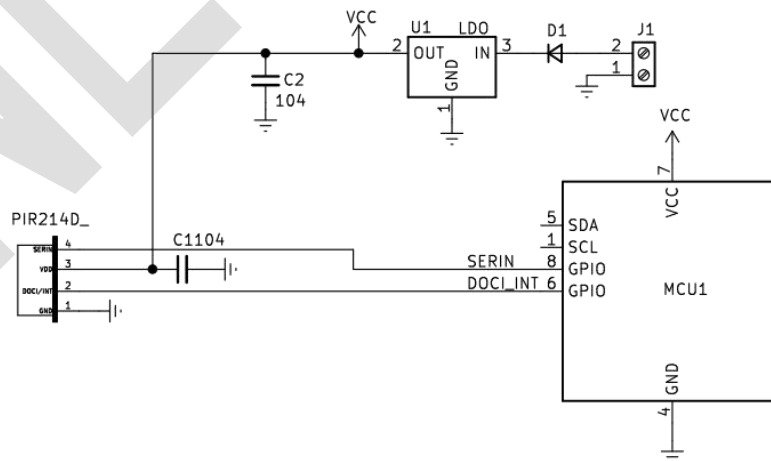 VCC
U1 LDO D1 J1
2 OUT IN 3 2
GND 1
1
C2
104
VCC
7
VCC
PIR214D_
SERIN 4
VDD 3
DOCI/INT 2
GND 1
C1104
5 SDA
1 SCL
SERIN 8 GPIO
DOCI_INT 6 GPIO
MCU1
GND
4